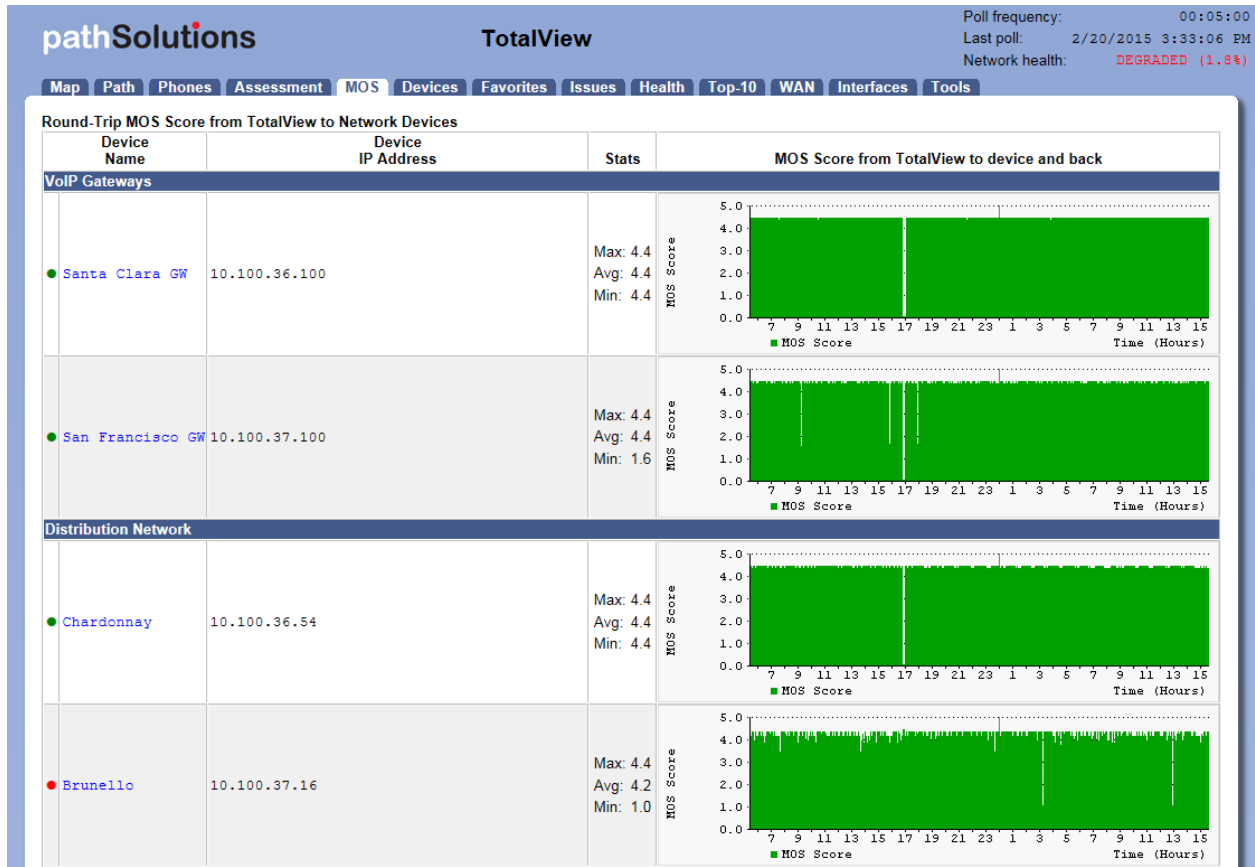 pathSolutions
TotalView
Poll frequency: 00:05:00
Last poll: 2/20/2015 3:33:06 PM
Network health: DEGRADED (1.8%)
Map Path Phones Assessment MOS Devices Favorites Issues Health Top-10 WAN Interfaces Tools
Round-Trip MOS Score from TotalView to Network Devices
Device Name Device IP Address Stats MOS Score from TotalView to device and back
VoIP Gateways
Santa Clara GW 10.100.36.100
Max: 4.4
Avg: 4.4
Min: 4.4
MOS Score
5.0
4.0
3.0
2.0
1.0
0.0
7 9 11 13 15 17 19 21 23 1 3 5 7 9 11 13 15
MOS Score Time (Hours)
San Francisco GW 10.100.37.100
Max: 4.4
Avg: 4.4
Min: 1.6
MOS Score
5.0
4.0
3.0
2.0
1.0
0.0
7 9 11 13 15 17 19 21 23 1 3 5 7 9 11 13 15
MOS Score Time (Hours)
Distribution Network
Chardonnay 10.100.36.54
Max: 4.4
Avg: 4.4
Min: 4.4
MOS Score
5.0
4.0
3.0
2.0
1.0
0.0
7 9 11 13 15 17 19 21 23 1 3 5 7 9 11 13 15
MOS Score Time (Hours)
Brunello 10.100.37.16
Max: 4.4
Avg: 4.2
Min: 1.0
MOS Score
5.0
4.0
3.0
2.0
1.0
0.0
7 9 11 13 15 17 19 21 23 1 3 5 7 9 11 13 15
MOS Score Time (Hours)